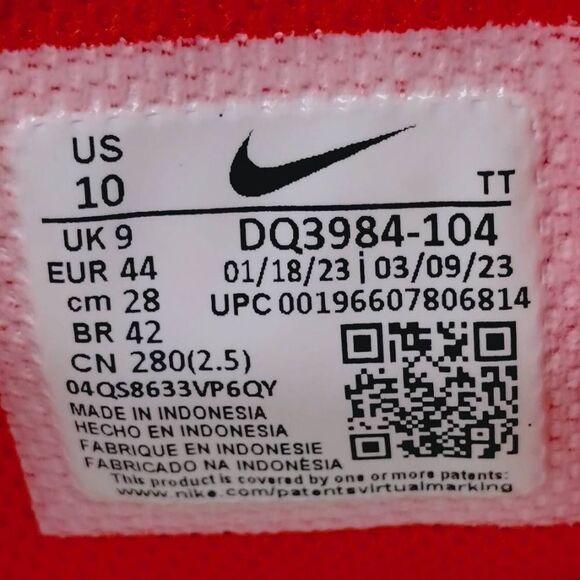 US
10
TT
UK 9
DQ3984-104
EUR 44
01/18/23 | 03/09/23
cm 28
UPC 00196607806814
BR 42
CN 280(2.5)
04QS8633VP6QY
MADE IN INDONESIA
HECHO EN INDONESIA
FABRIQUE EN INDONESIE
FABRICADO NA INDONÈSIA
This product is covered by one or more patents:
www.nike.com/patentsvirtualmarking